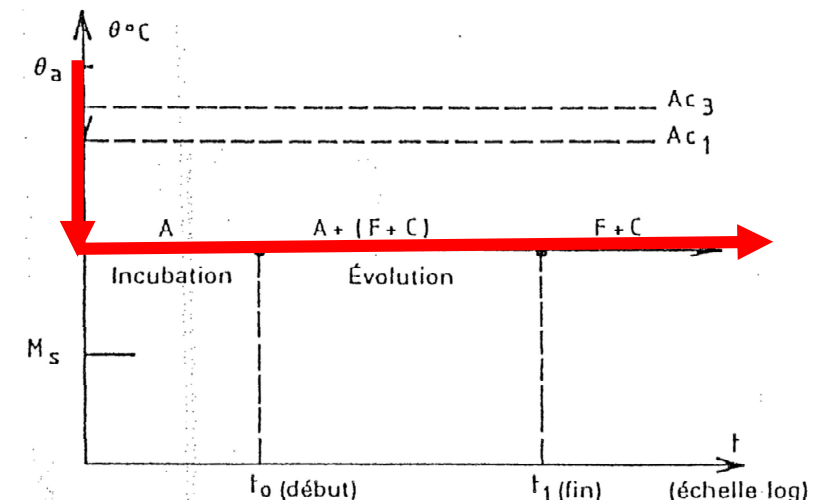 θ°C
θa
Ac3
Ac1
A
A + (F + C)
F + C
Incubation
Évolution
Ms
t
t0 (début)
t1 (fin)
(échelle log)